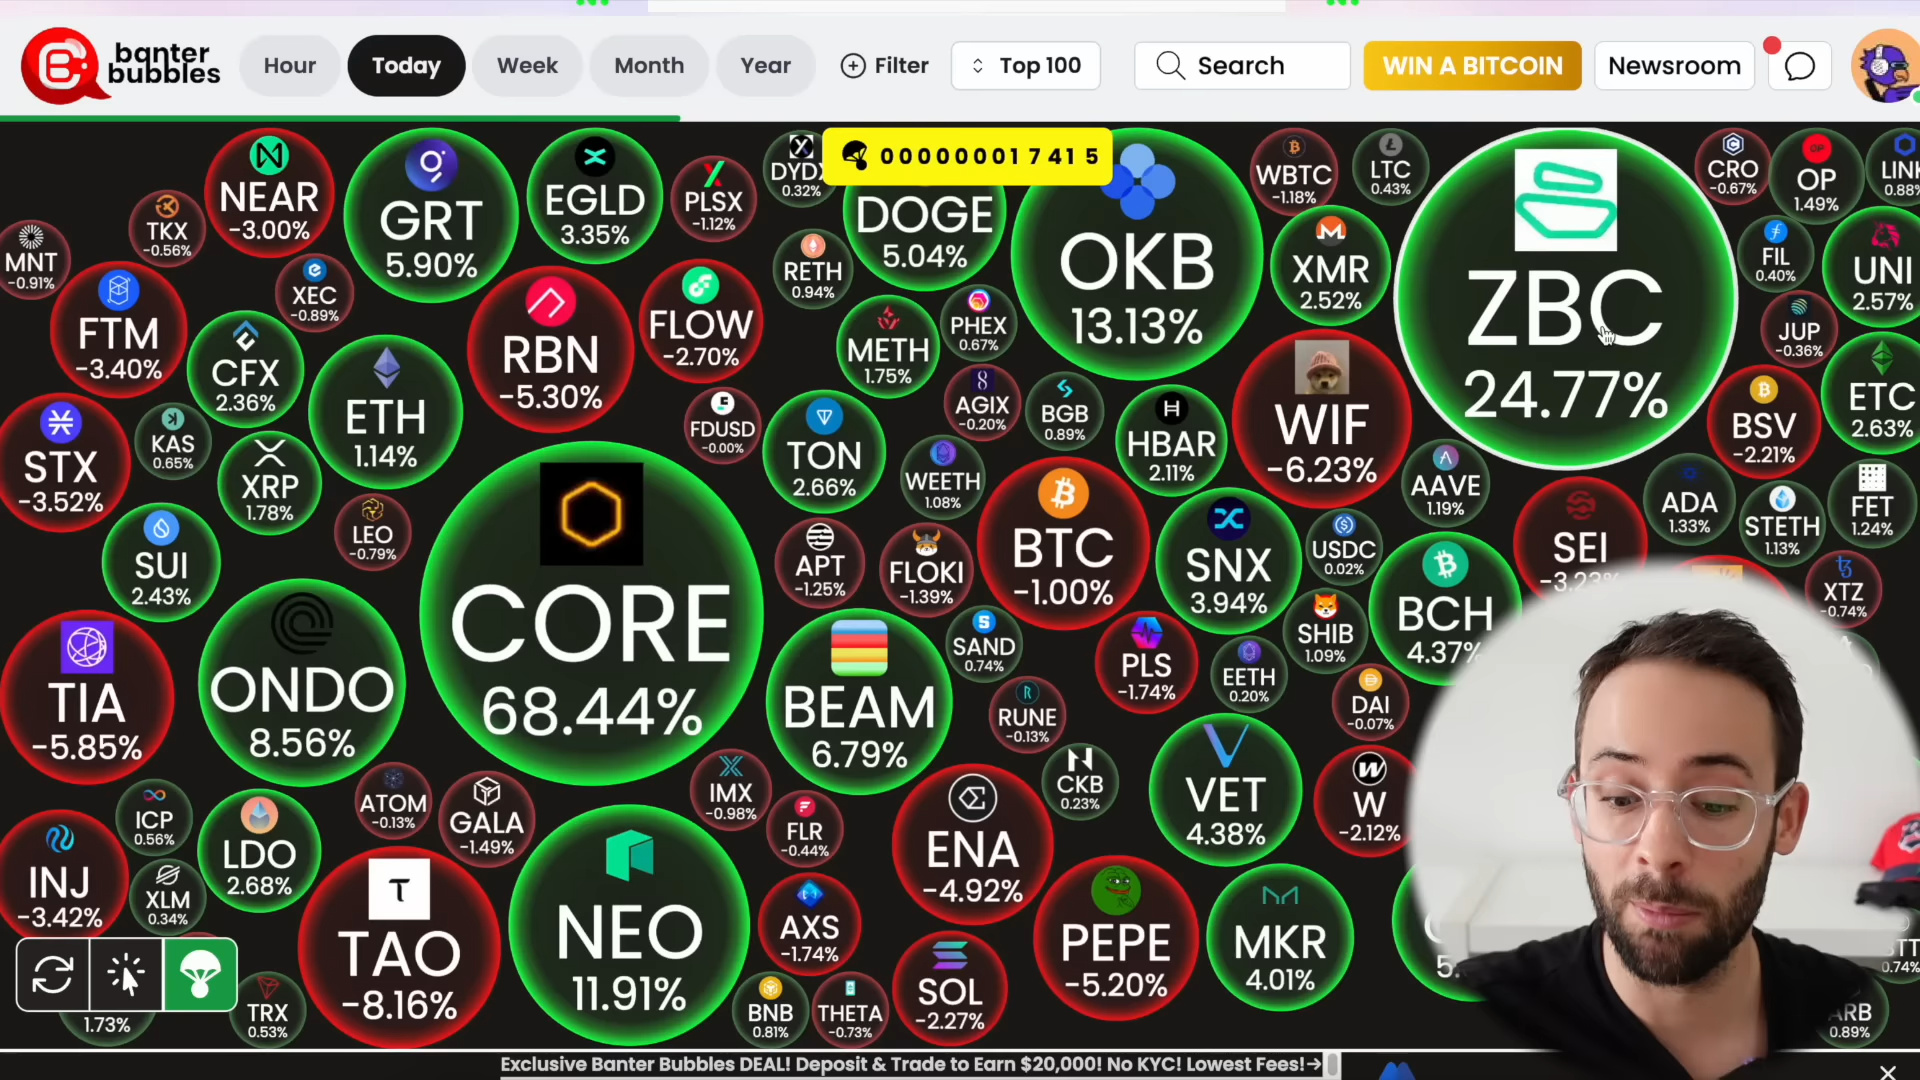 banter
bubbles
Hour
Today
Week
Month
Year
Filter
Top 100
Search
WIN A BITCOIN
Newsroom
00000001 7 41 5
NEAR
-3.00%
GRT
5.90%
EGLD
3.35%
PLSX
-1.12%
DYDX
0.32%
DOGE
5.04%
OKB
13.13%
WBTC
-1.18%
LTC
0.43%
ZBC
24.77%
CRO
-0.67%
OP
1.49%
LINK
0.88%
MNT
-0.91%
TKX
-0.56%
XEC
-0.89%
RETH
0.94%
XMR
2.52%
FIL
0.40%
UNI
2.57%
FTM
-3.40%
CFX
2.36%
ETH
1.14%
RBN
-5.30%
FLOW
-2.70%
METH
1.75%
PHEX
0.67%
JUP
-0.36%
STX
-3.52%
KAS
0.65%
XRP
1.78%
FDUSD
-0.00%
TON
2.66%
AGIX
-0.20%
BGB
0.89%
HBAR
2.11%
WIF
-6.23%
BSV
-2.21%
ETC
2.63%
LEO
-0.79%
WEETH
1.08%
AAVE
1.19%
ADA
1.33%
STETH
1.13%
FET
1.24%
SUI
2.43%
CORE
68.44%
APT
-1.25%
FLOKI
-1.39%
BTC
-1.00%
SNX
3.94%
USDC
0.02%
BCH
4.37%
SEI
-3.23%
XTZ
-0.74%
TIA
-5.85%
ONDO
8.56%
BEAM
6.79%
SAND
0.74%
PLS
-1.74%
SHIB
1.09%
EETH
0.20%
DAI
-0.07%
RUNE
-0.13%
ICP
0.56%
ATOM
-0.13%
GALA
-1.49%
IMX
-0.98%
FLR
-0.44%
CKB
0.23%
VET
4.38%
W
-2.12%
INJ
-3.42%
XLM
0.34%
LDO
2.68%
ENA
-4.92%
TAO
-8.16%
NEO
11.91%
AXS
-1.74%
PEPE
-5.20%
MKR
4.01%
0.74%
1.73%
TRX
0.53%
BNB
0.81%
THETA
-0.73%
SOL
-2.27%
ARB
0.89%
Exclusive Banter Bubbles DEAL! Deposit & Trade to Earn $20,000! No KYC! Lowest Fees!→